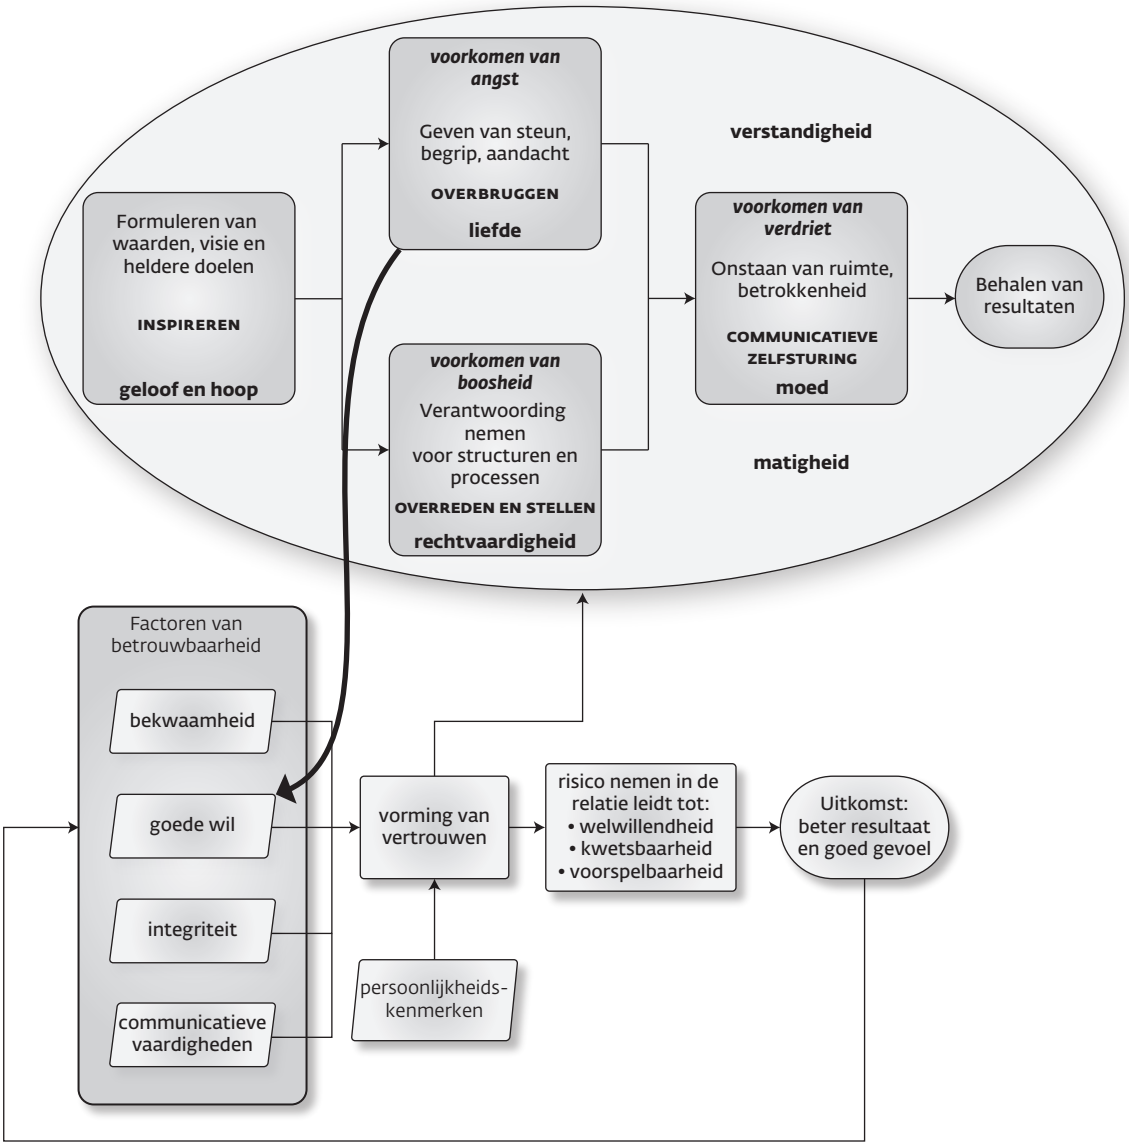 voorkomen van
angst
Geven van steun,
begrip, aandacht
OVERBRUGGEN
liefde
verstandigheid
Formuleren van
waarden, visie en
heldere doelen
INSPIREREN
geloof en hoop
voorkomen van
verdriet
Onstaan van ruimte,
betrokkenheid
COMMUNICATIEVE
ZELFSTURING
moed
Behalen van
resultaten
voorkomen van
boosheid
Verantwoording
nemen
voor structuren en
processen
OVERREDEN EN STELLEN
rechtvaardigheid
matigheid
Factoren van
betrouwbaarheid
bekwaamheid
goede wil
integriteit
communicatieve
vaardigheden
vorming van
vertrouwen
persoonlijkheids-
kenmerken
risico nemen in de
relatie leidt tot:
• welwillendheid
• kwetsbaarheid
• voorspelbaarheid
Uitkomst:
beter resultaat
en goed gevoel